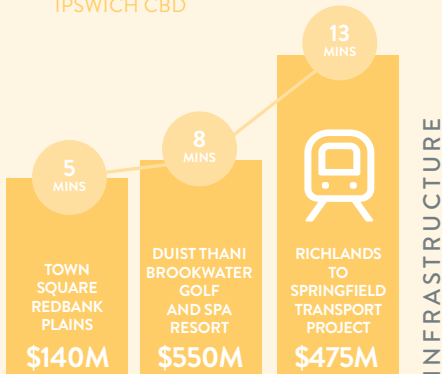 IPSWICH CBD
13
MINS
8
MINS
5
MINS
TOWN
SQUARE
REDBANK
PLAINS
$140M
DUIST THANI
BROOKWATER
GOLF
AND SPA
RESORT
$550M
RICHLANDS
TO
SPRINGFIELD
TRANSPORT
PROJECT
$475M
INFRASTRUCTURE